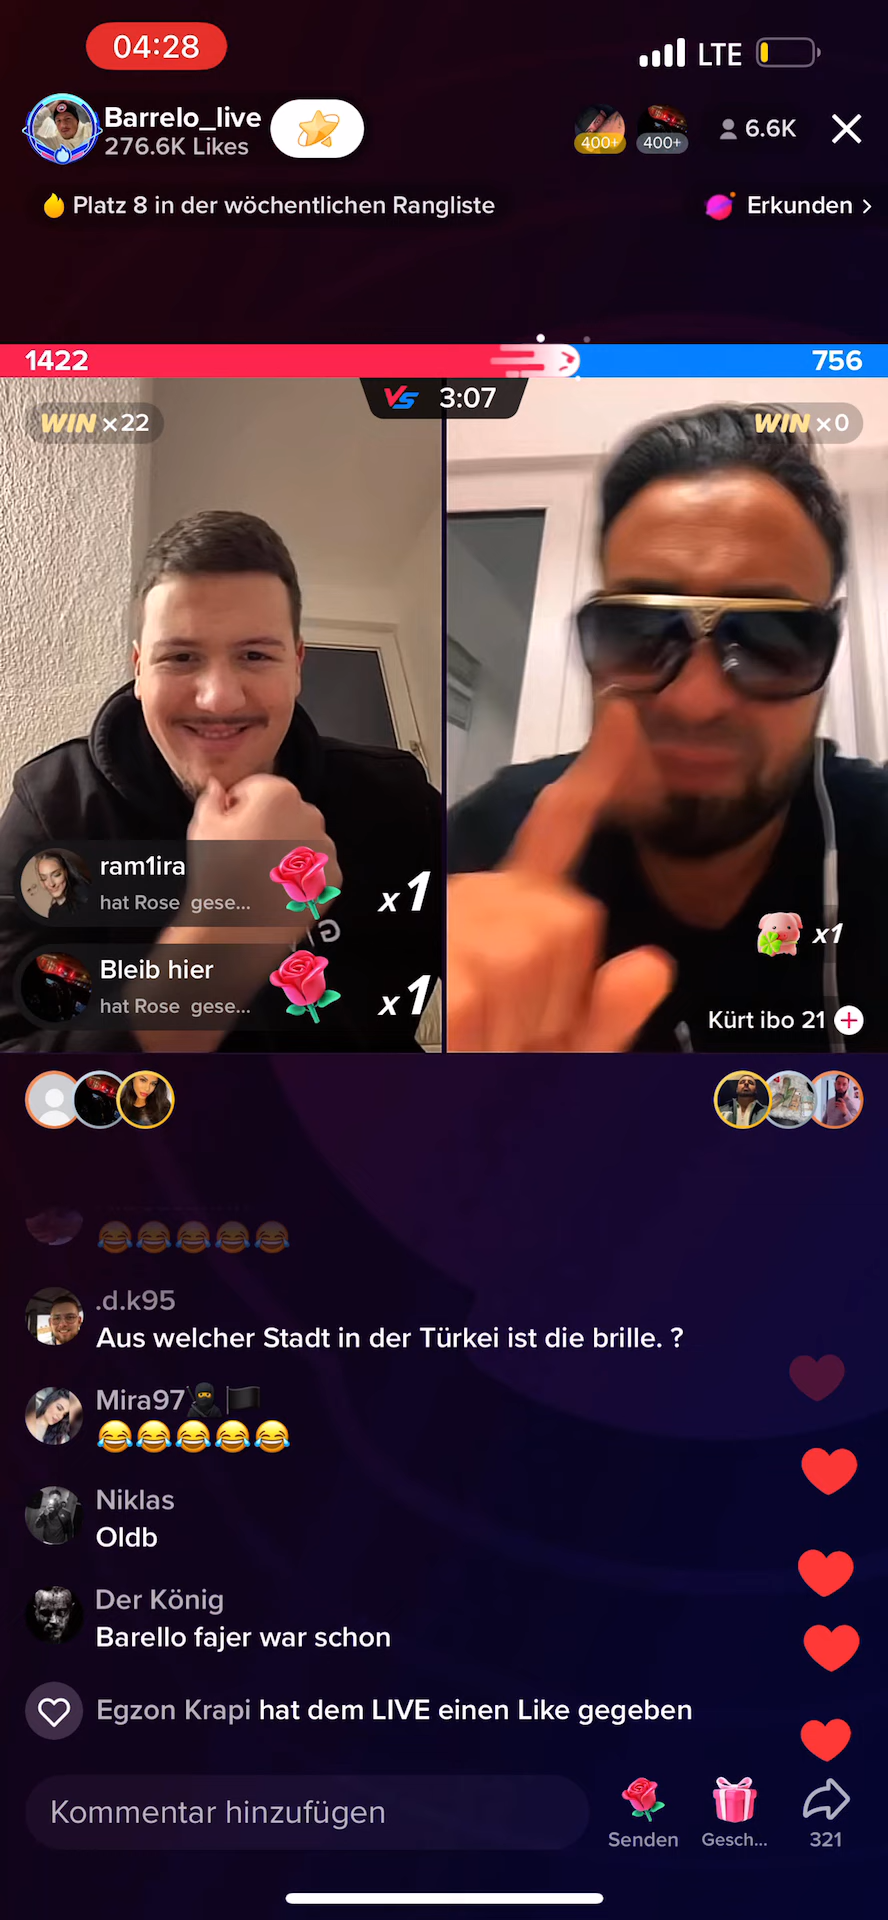 04:28
LTE
Barrelo_live
276.6K Likes
400+
400+
6.6K
Platz 8 in der wöchentlichen Rangliste
Erkunden >
1422
756
VS 3:07
WIN x22
WIN x0
ram1ira
hat Rose gese...
x1
Bleib hier
hat Rose gese...
x1
x1
Kürt ibo 21
.d.k95
Aus welcher Stadt in der Türkei ist die brille. ?
Mira97
Niklas
Oldb
Der König
Barello fajer war schon
Egzon Krapi hat dem LIVE einen Like gegeben
Kommentar hinzufügen
Senden
Gesch...
321